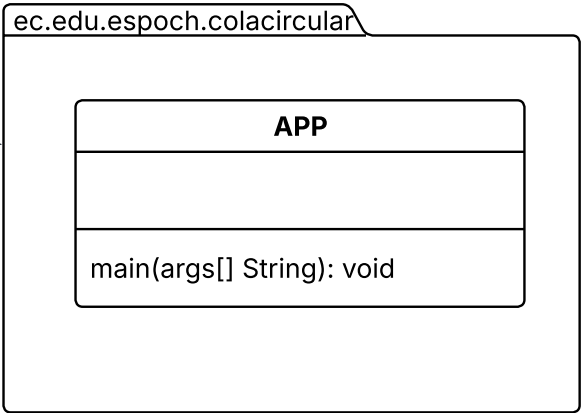 ec.edu.espoch.colacircular
APP
main(args[] String): void